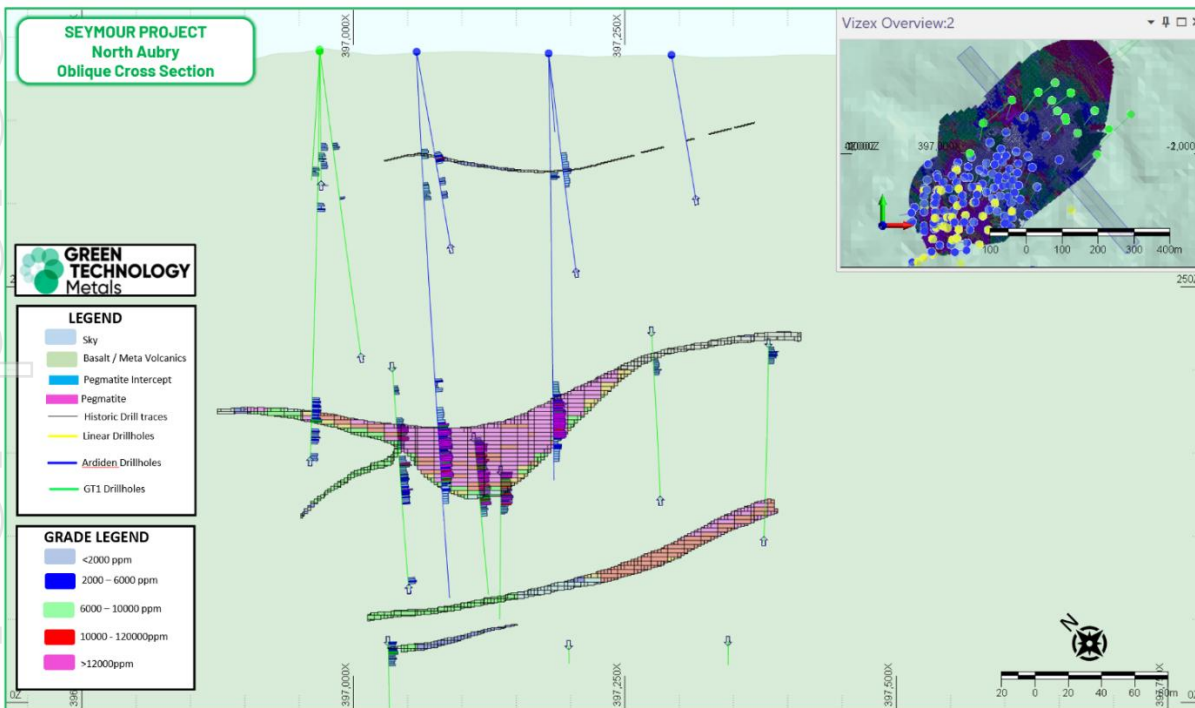 SEYMOUR PROJECT
North Aubry
Oblique Cross Section
397,000X
397,250X
Vizex Overview:2
397,000X
-2,000
100 0 100 200 300 400m
GREEN
TECHNOLOGY
Metals
250Z
LEGEND
Sky
Basalt / Meta Volcanics
Pegmatite Intercept
Pegmatite
Historic Drill traces
Linear Drillholes
Ardiden Drillholes
GT1 Drillholes
GRADE LEGEND
<2000 ppm
2000 – 6000 ppm
6000 – 10000 ppm
10000 - 120000ppm
>12000ppm
N
20 0 20 40 60
0Z
397,000X
397,250X
397,500X